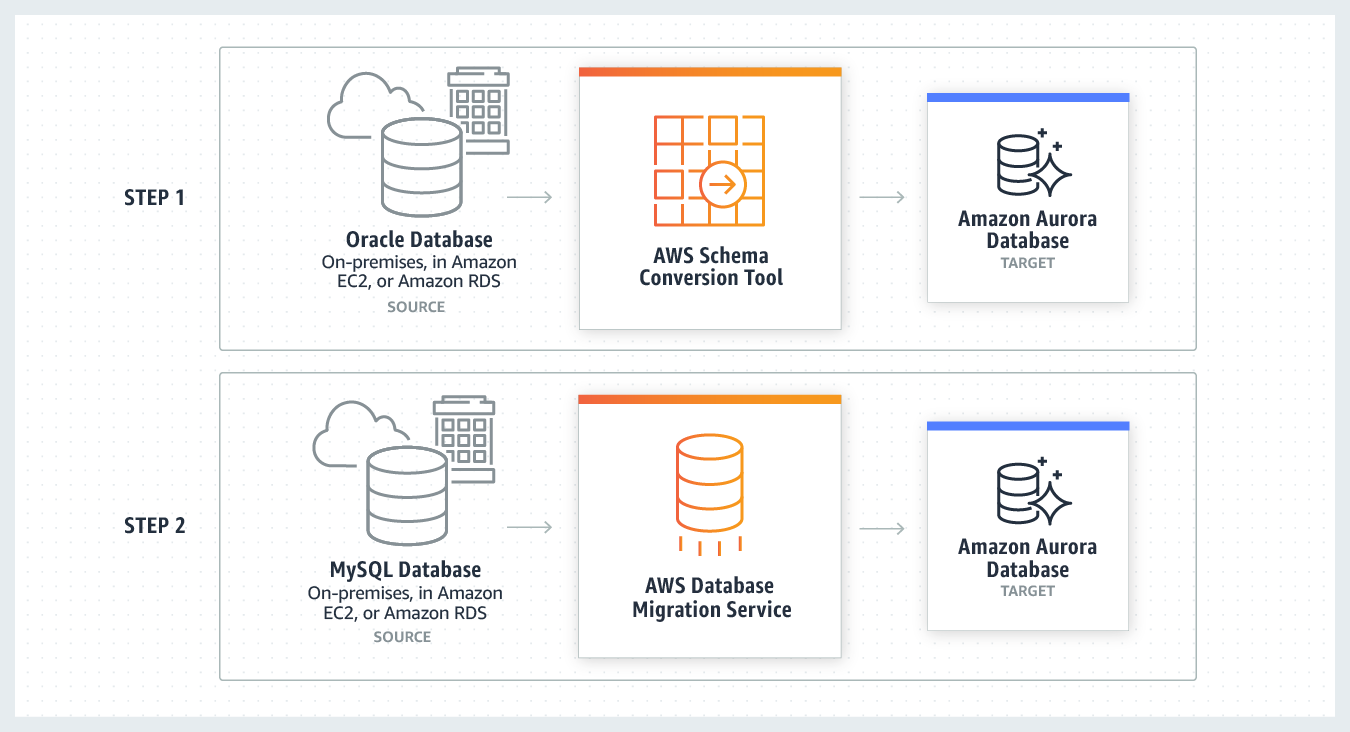 STEP 1
Oracle Database
On-premises, in Amazon
EC2, or Amazon RDS
SOURCE
AWS Schema
Conversion Tool
Amazon Aurora
Database
TARGET
STEP 2
MySQL Database
On-premises, in Amazon
EC2, or Amazon RDS
SOURCE
AWS Database
Migration Service
Amazon Aurora
Database
TARGET